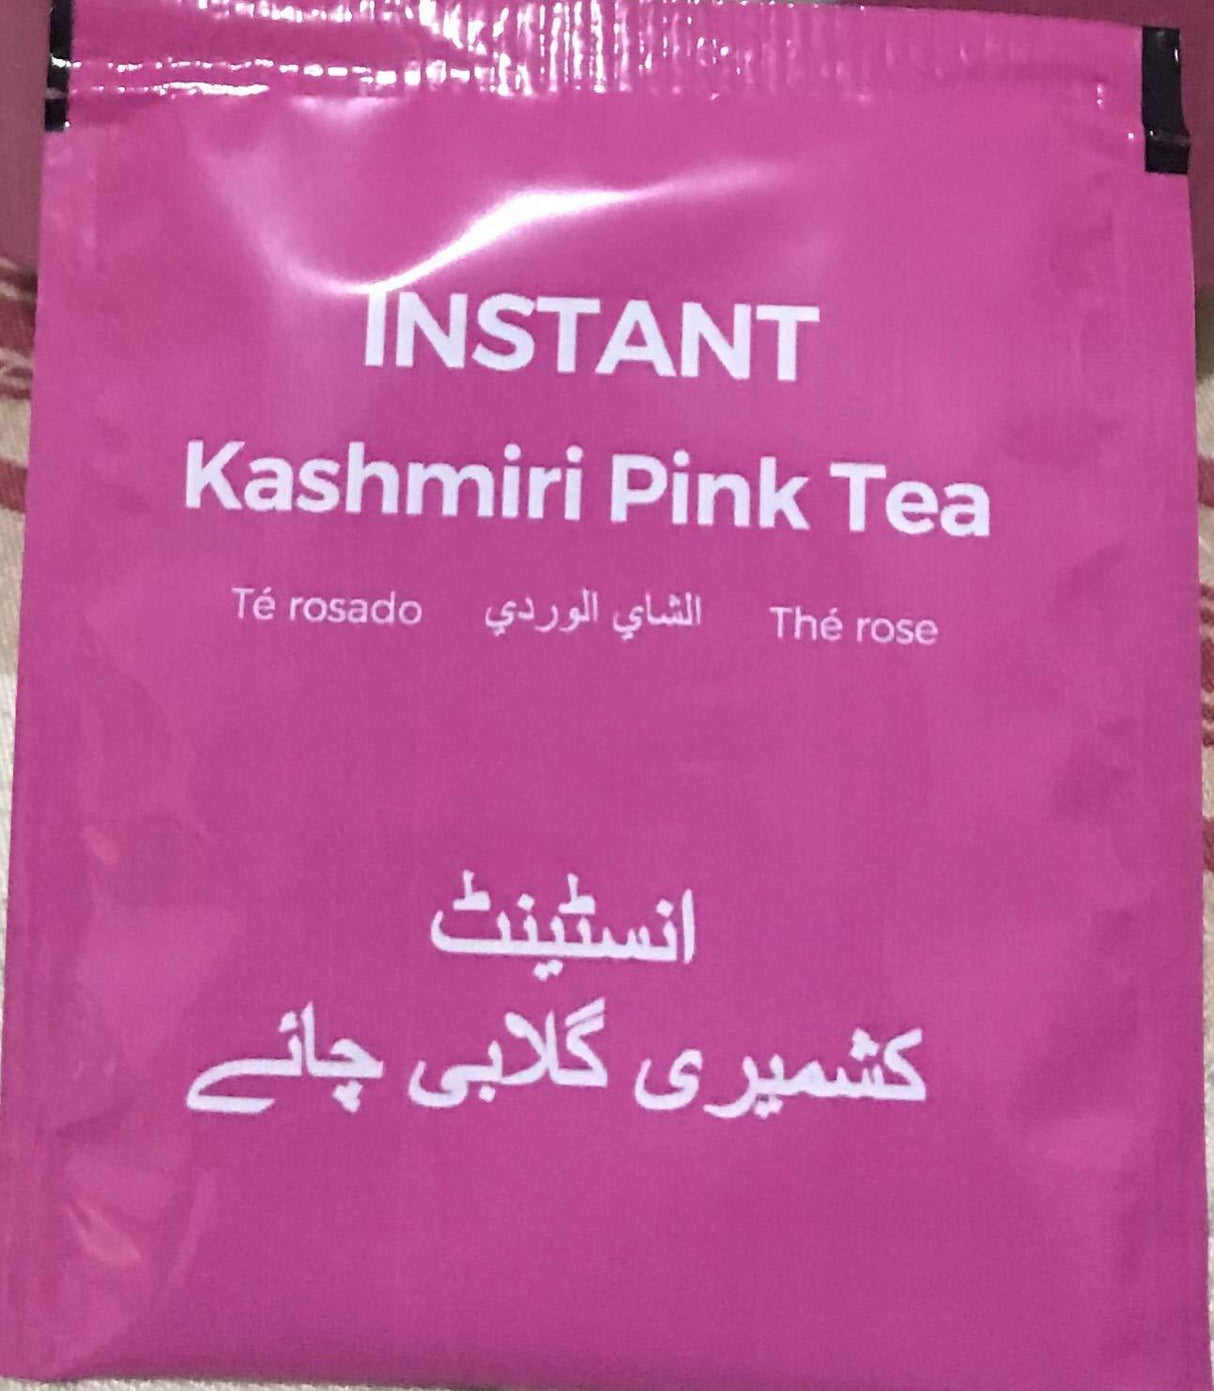 INSTANT
Kashmiri Pink Tea
Té rosado الشاي الوردي Thé rose
انسٹینٹ
کشمیری گلابی چائے